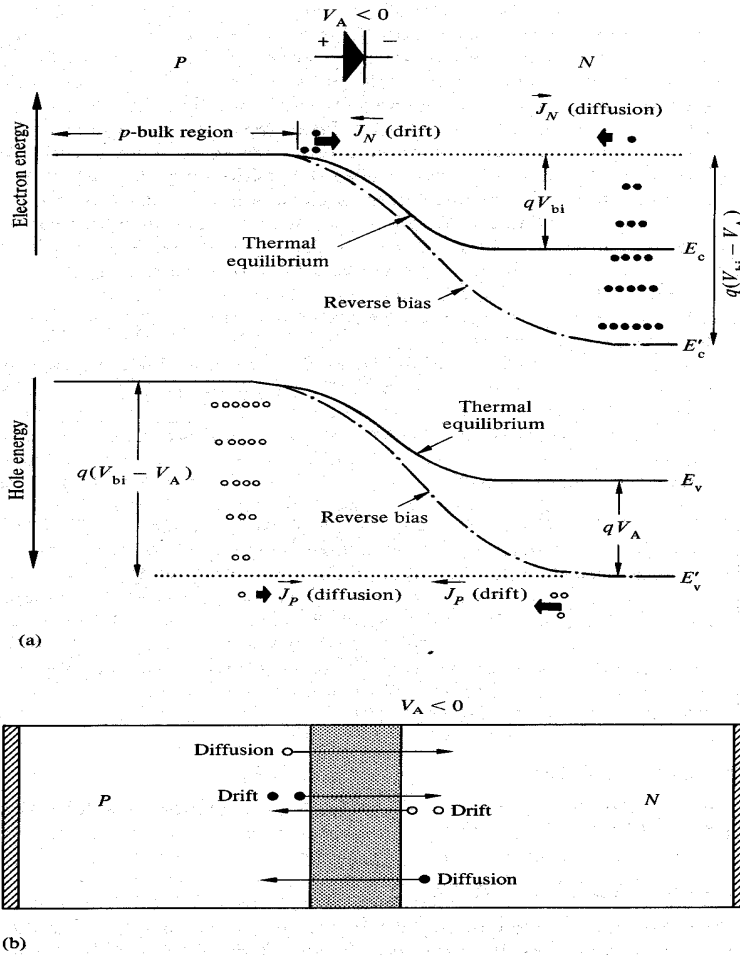 V_A < 0
+ −
P N
Electron energy
p-bulk region
J_N (drift)
J_N (diffusion)
qV_bi
q(V_bi − V_A)
Thermal
equilibrium
E_c
Reverse bias
E′_c
Hole energy
Thermal
equilibrium
q(V_bi − V_A)
E_v
Reverse bias
qV_A
E′_v
J_P (diffusion) J_P (drift)
(a)
V_A < 0
Diffusion
P Drift Drift N
Diffusion
(b)